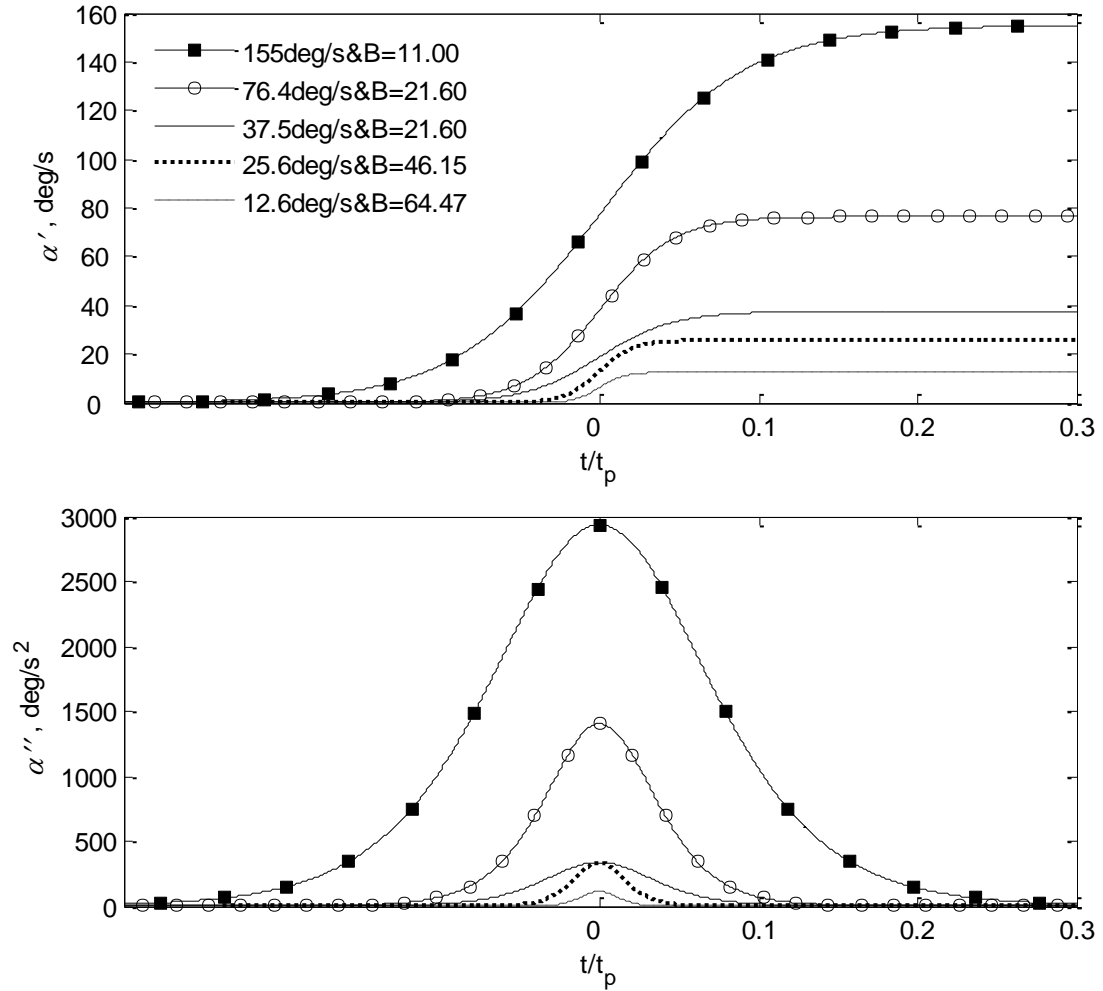 160
140
120
100
80
60
40
20
0
α′, deg/s
155deg/s&B=11.00
76.4deg/s&B=21.60
37.5deg/s&B=21.60
25.6deg/s&B=46.15
12.6deg/s&B=64.47
0 0.1 0.2 0.3
t/tp
3000
2500
2000
1500
1000
500
0
α′′, deg/s2
0 0.1 0.2 0.3
t/tp